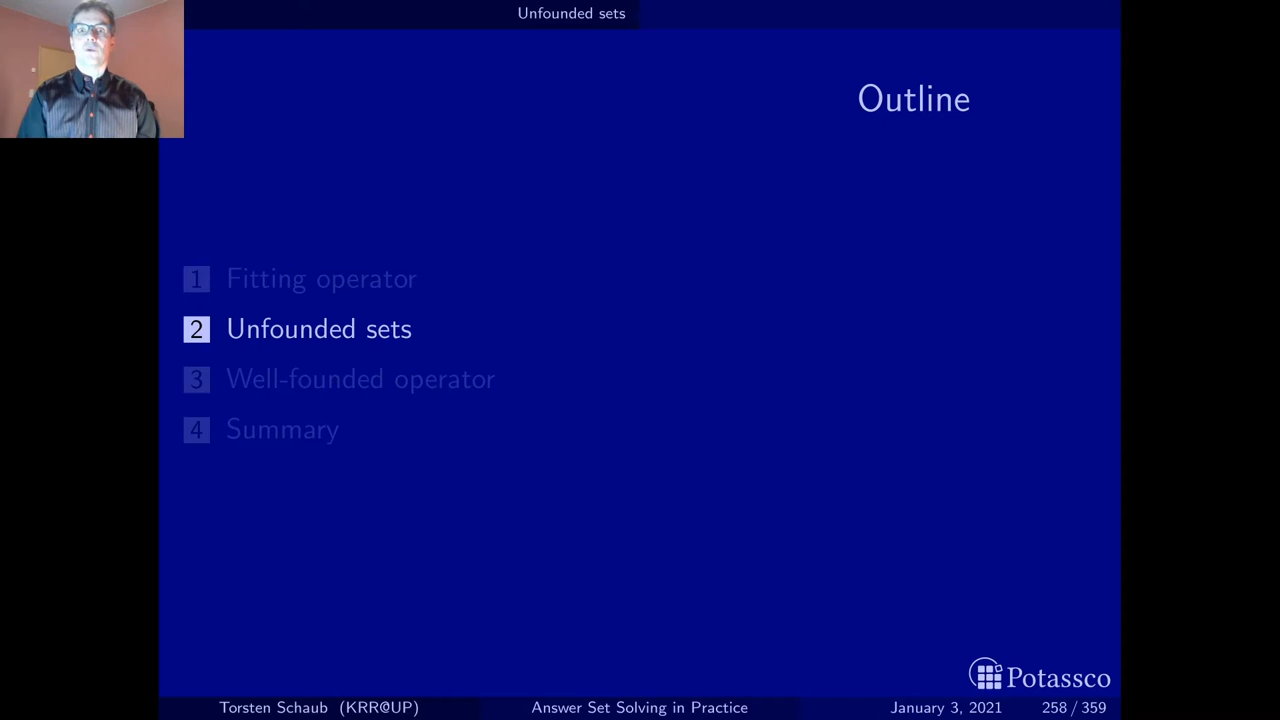 Unfounded sets
Outline
1 Fitting operator
2 Unfounded sets
3 Well-founded operator
4 Summary
Potassco
Torsten Schaub (KRR@UP) Answer Set Solving in Practice January 3, 2021 258 / 359